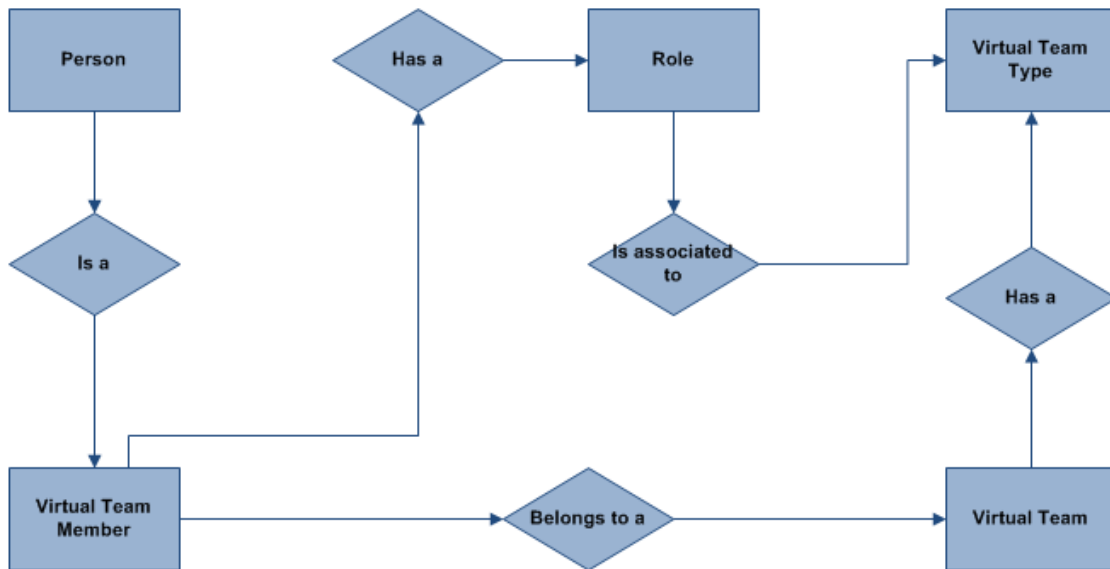 Person
Has a
Role
Virtual Team
Type
Is a
Is associated
to
Has a
Virtual Team
Member
Belongs to a
Virtual Team